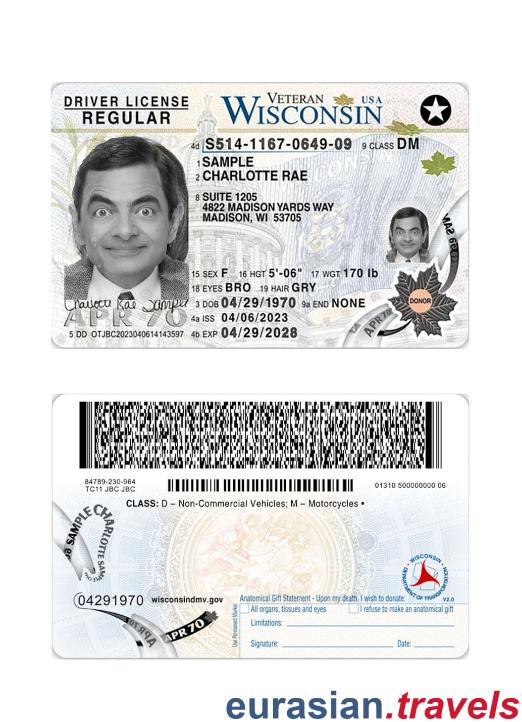 DRIVER LICENSE
REGULAR
VETERAN
WISCONSIN USA
4d S514-1167-0649-09 9 CLASS DM
1 SAMPLE
2 CHARLOTTE RAE
8 SUITE 1205
4822 MADISON YARDS WAY
MADISON, WI 53705
15 SEX F 16 HGT 5'-06" 17 WGT 170 lb
18 EYES BRO 19 HAIR GRY
3 DOB 04/29/1970 9a END NONE
4a ISS 04/06/2023
4b EXP 04/29/2028
Charlotte Rae Sample
APR 70
5 DD OTJBC2023040614143597
DONOR
APR 70
84789-230-964
TC11 JBC JBC
01310 500000000 06
CLASS: D – Non-Commercial Vehicles; M – Motorcycles •
SAMPLE CHARLOTTE SAM
04291970 wisconsindmv.gov
APR 70
APR 70
WISCONSIN
DEPARTMENT OF TRANSPORTATION
V2.0
Use Permanent Marker
Anatomical Gift Statement - Upon my death, I wish to donate:
All organs, tissues and eyes I refuse to make an anatomical gift
Limitations:
Signature: Date:
eurasian.travels